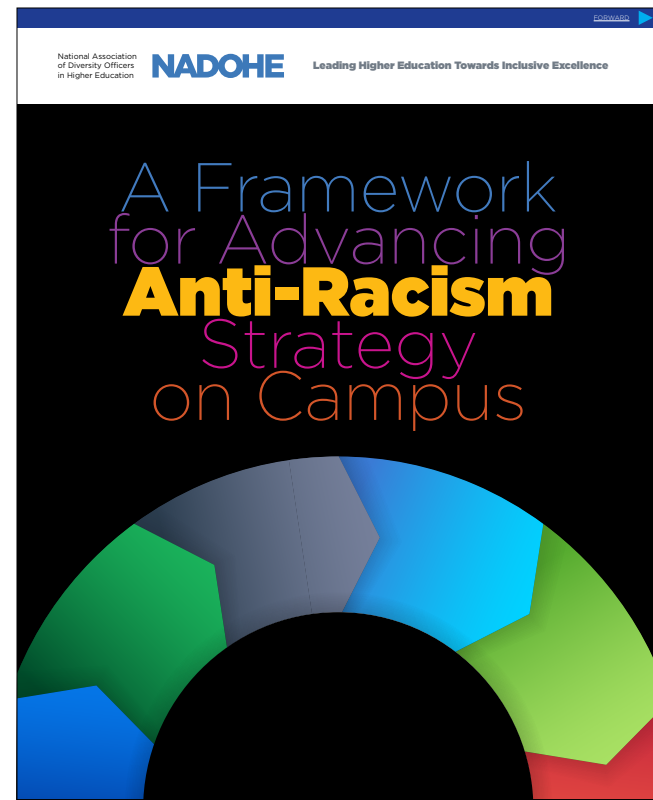 FORWARD
National Association
of Diversity Officers
in Higher Education
NADOHE
Leading Higher Education Towards Inclusive Excellence
A Framework
for Advancing
Anti-Racism
Strategy
on Campus